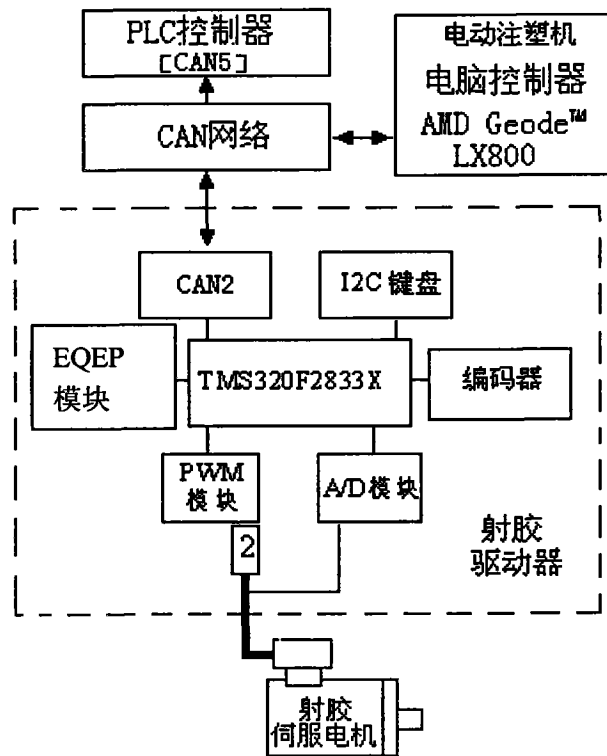 PLC控制器
[CAN5]
电动注塑机
电脑控制器
AMD Geode™
LX800
CAN网络
CAN2
I2C 键盘
EQEP
模块
TMS320F2833X
编码器
PWM
模块
A/D模块
2
射胶
驱动器
射胶
伺服电机